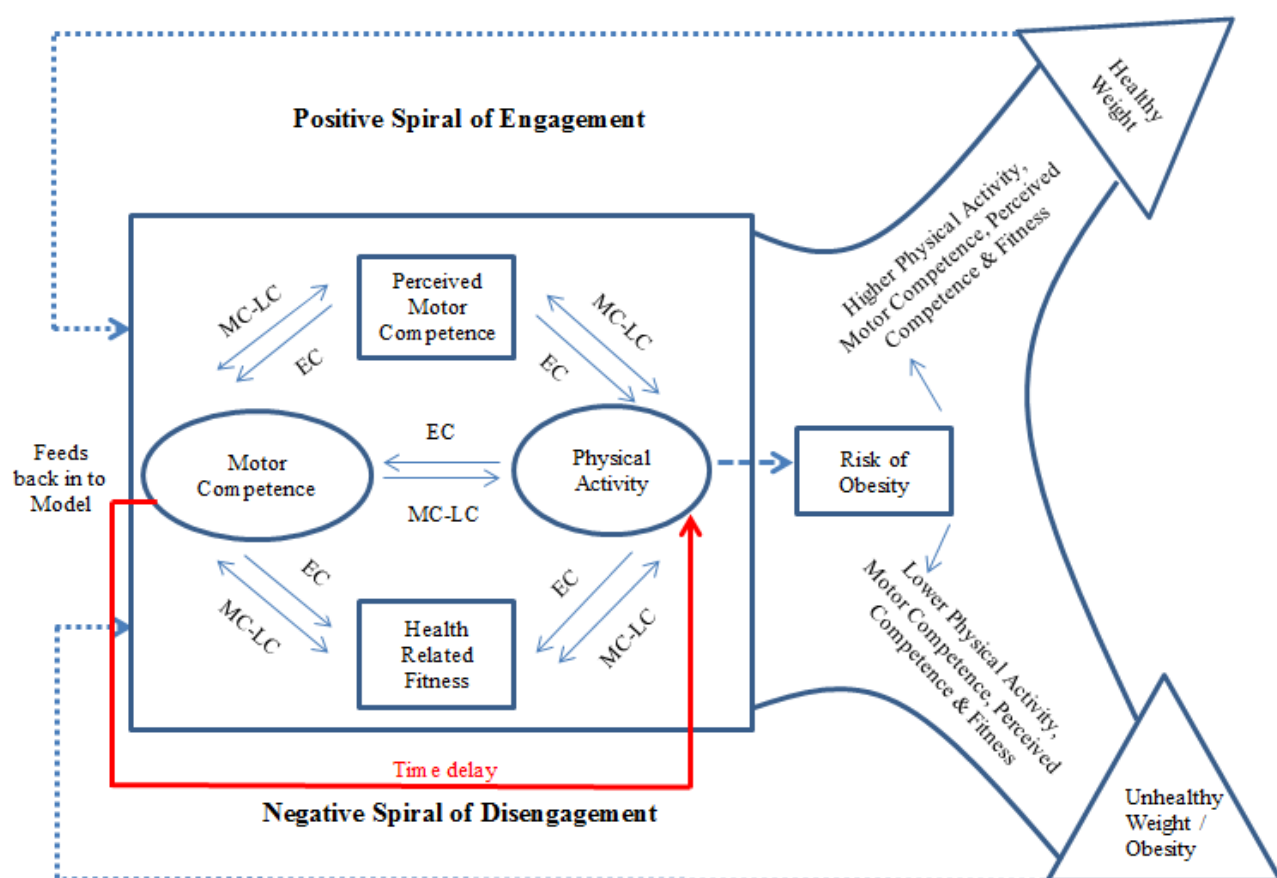 Positive Spiral of Engagement
Healthy
Weight
Higher Physical Activity,
Motor Competence, Perceived
Competence & Fitness
Perceived
Motor
Competence
MC-LC
EC
MC-LC
EC
Feeds
back in to
Model
Motor
Competence
EC
MC-LC
Physical
Activity
Risk of
Obesity
EC
MC-LC
EC
MC-LC
Health
Related
Fitness
Lower Physical Activity,
Motor Competence, Perceived
Competence & Fitness
Time delay
Negative Spiral of Disengagement
Unhealthy
Weight /
Obesity